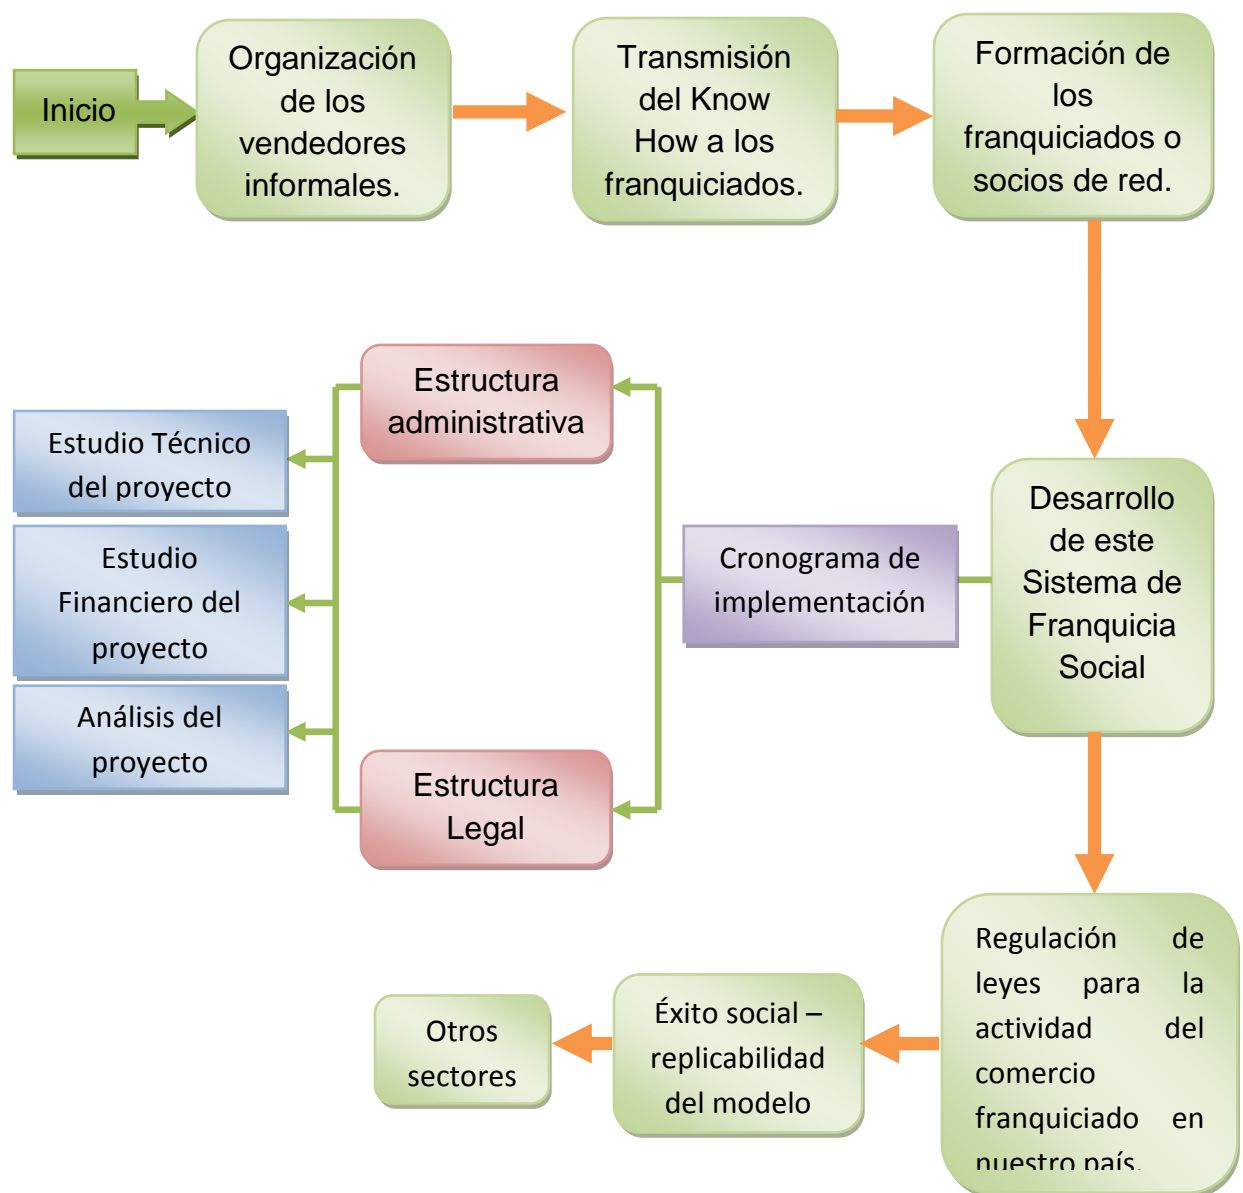 Inicio
Organización
de los
vendedores
informales.
Transmisión
del Know
How a los
franquiciados.
Formación de
los
franquiciados o
socios de red.
Estructura
administrativa
Estudio Técnico
del proyecto
Estudio
Financiero del
proyecto
Análisis del
proyecto
Cronograma de
implementación
Desarrollo
de este
Sistema de
Franquicia
Social
Estructura
Legal
Regulación de
leyes para la
actividad del
comercio
franquiciado en
nuestro país.
Éxito social –
replicabilidad
del modelo
Otros
sectores